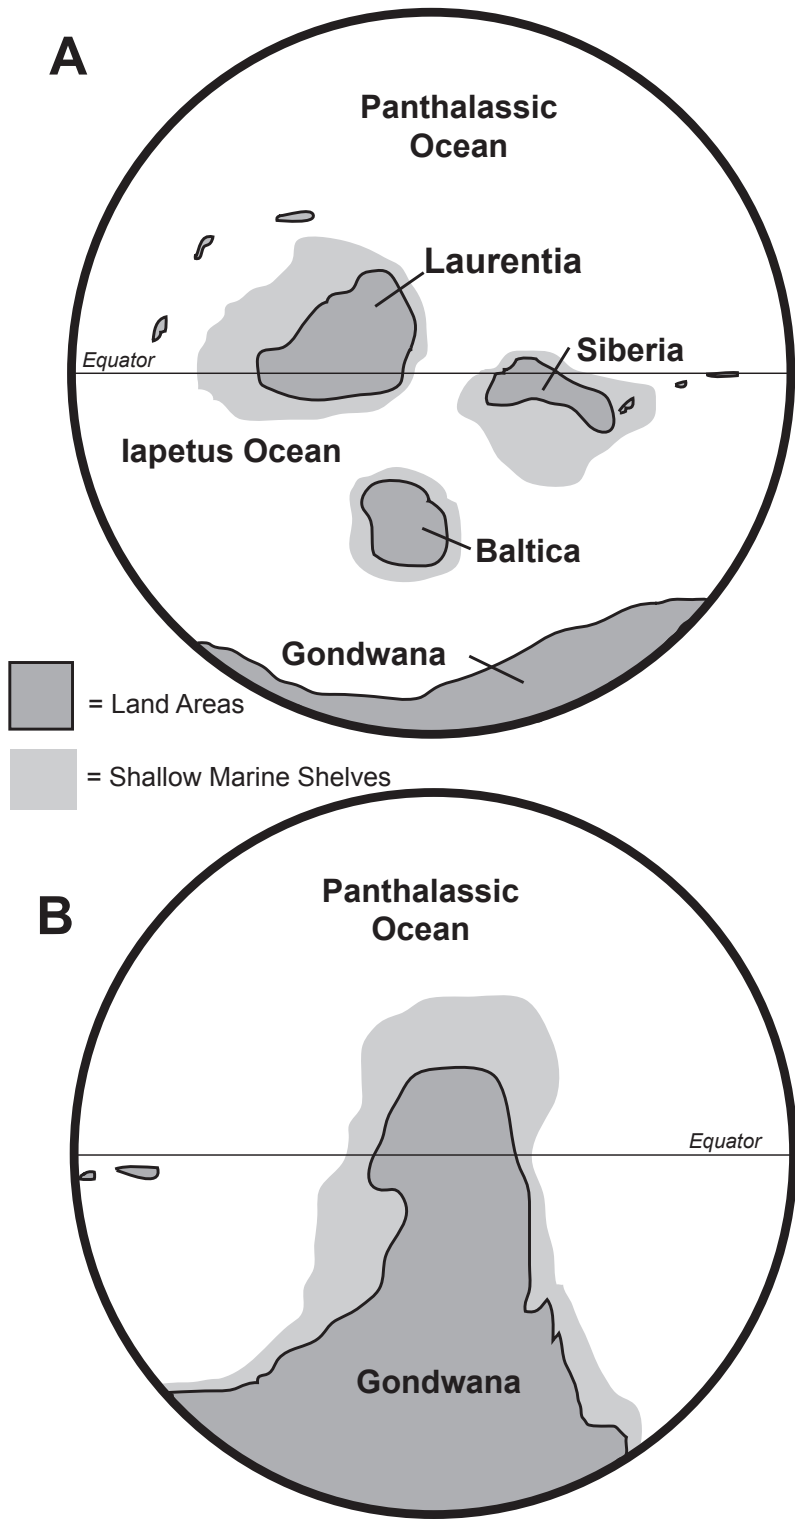 A
Panthalassic
Ocean
Laurentia
Equator
Siberia
Iapetus Ocean
Baltica
Gondwana
= Land Areas
= Shallow Marine Shelves
B
Panthalassic
Ocean
Equator
Gondwana